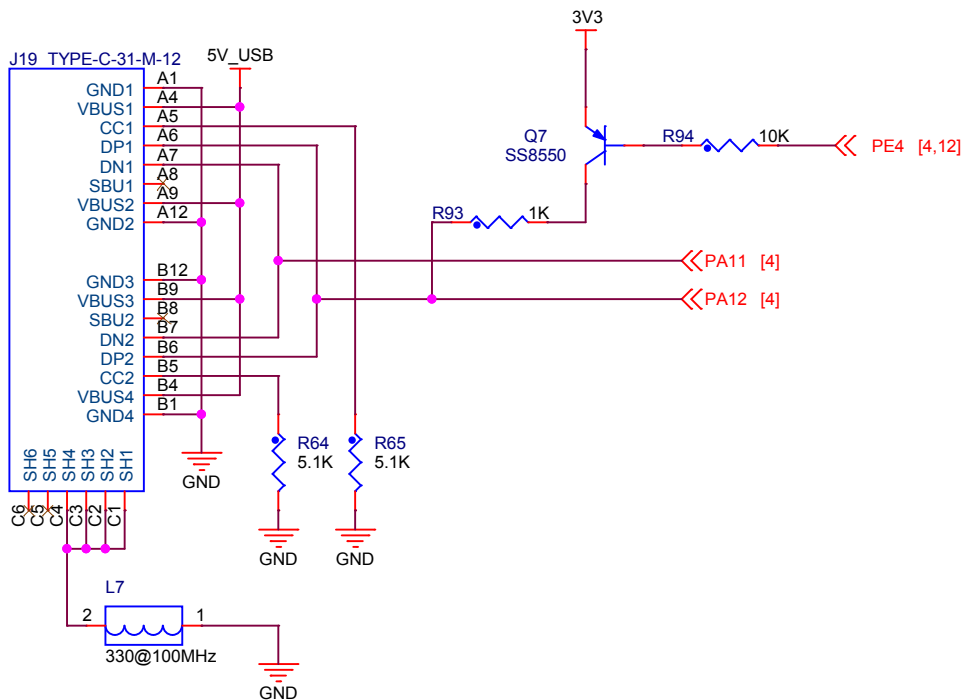 3V3
J19 TYPE-C-31-M-12
5V_USB
GND1 A1
VBUS1 A4
CC1 A5
DP1 A6
DN1 A7
SBU1 A8
VBUS2 A9
GND2 A12
GND3 B12
VBUS3 B9
SBU2 B8
DN2 B7
DP2 B6
CC2 B5
VBUS4 B4
GND4 B1
Q7
SS8550
R94 10K
PE4 [4,12]
R93 1K
PA11 [4]
PA12 [4]
R64
5.1K
R65
5.1K
GND
GND
GND
SH6 SH5 SH4 SH3 SH2 SH1
C6 C5 C4 C3 C2 C1
L7
2 1
330@100MHz
GND